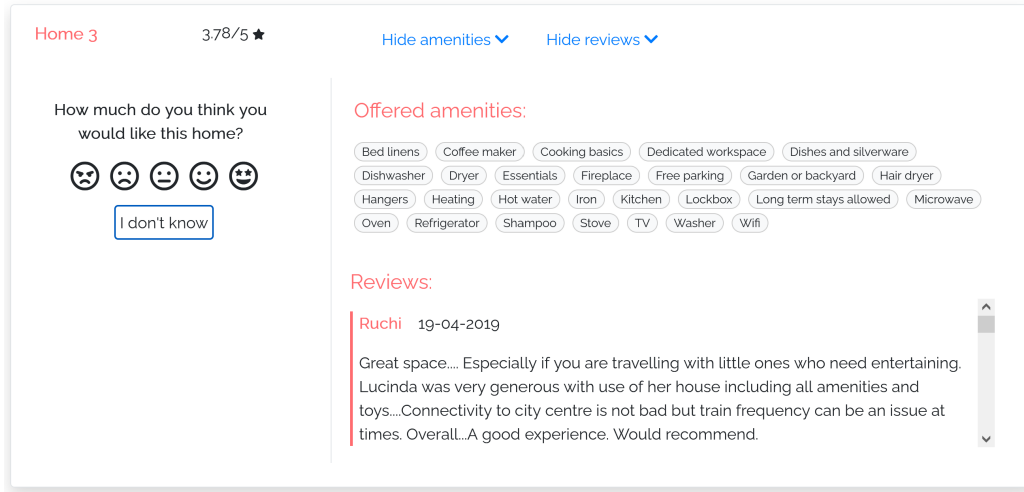 Home 3
3.78/5
Hide amenities
Hide reviews
How much do you think you
would like this home?
I don't know
Offered amenities:
Bed linens Coffee maker Cooking basics Dedicated workspace Dishes and silverware
Dishwasher Dryer Essentials Fireplace Free parking Garden or backyard Hair dryer
Hangers Heating Hot water Iron Kitchen Lockbox Long term stays allowed Microwave
Oven Refrigerator Shampoo Stove TV Washer Wifi
Reviews:
Ruchi 19-04-2019
Great space.... Especially if you are travelling with little ones who need entertaining.
Lucinda was very generous with use of her house including all amenities and
toys....Connectivity to city centre is not bad but train frequency can be an issue at
times. Overall...A good experience. Would recommend.